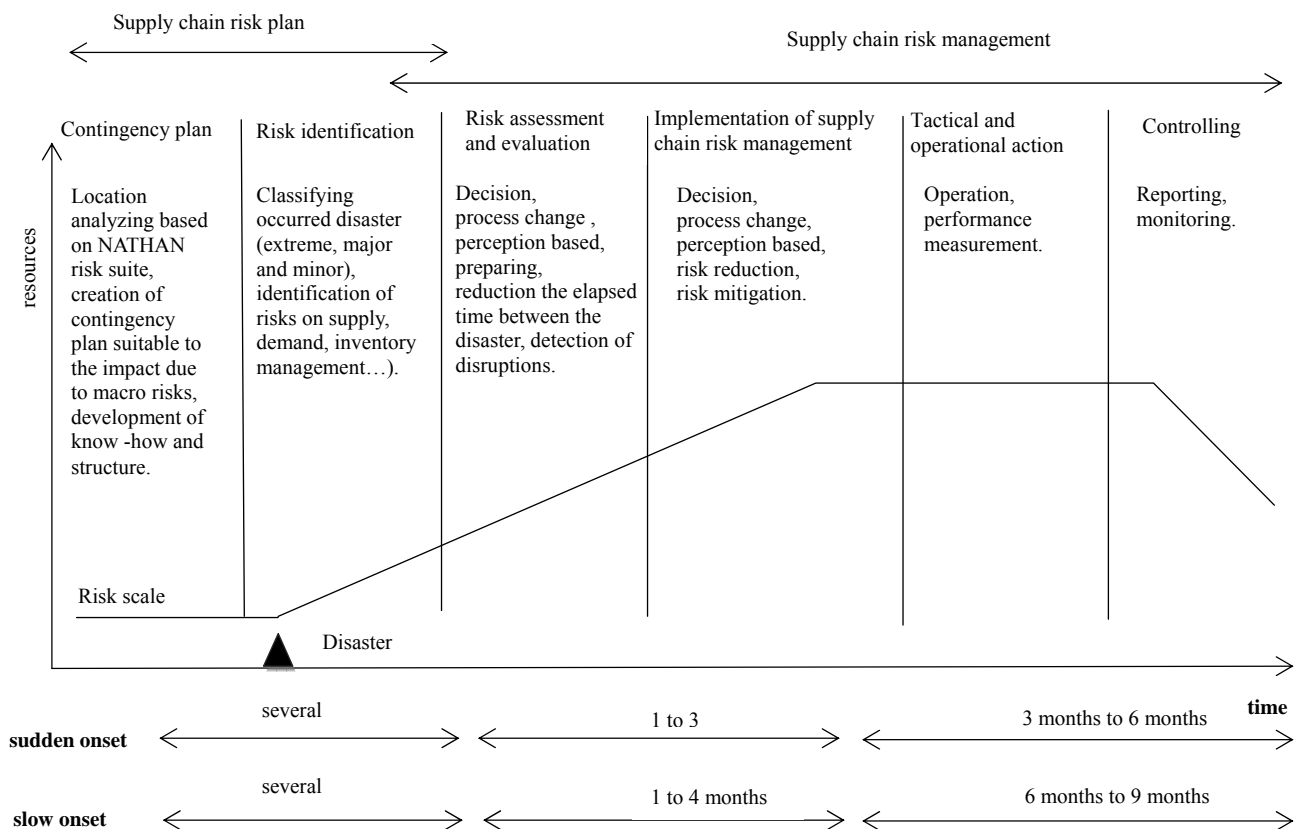 Supply chain risk plan
Supply chain risk management
Contingency plan
Location
analyzing based
on NATHAN
risk suite,
creation of
contingency
plan suitable to
the impact due
to macro risks,
development of
know -how and
structure.
Risk identification
Classifying
occurred disaster
(extreme, major
and minor),
identification of
risks on supply,
demand, inventory
management…).
Risk assessment
and evaluation
Decision,
process change ,
perception based,
preparing,
reduction the elapsed
time between the
disaster, detection of
disruptions.
Implementation of supply
chain risk management
Decision,
process change,
perception based,
risk reduction,
risk mitigation.
Tactical and
operational action
Operation,
performance
measurement.
Controlling
Reporting,
monitoring.
resources
Risk scale
Disaster
time
sudden onset
several
1 to 3
3 months to 6 months
slow onset
several
1 to 4 months
6 months to 9 months